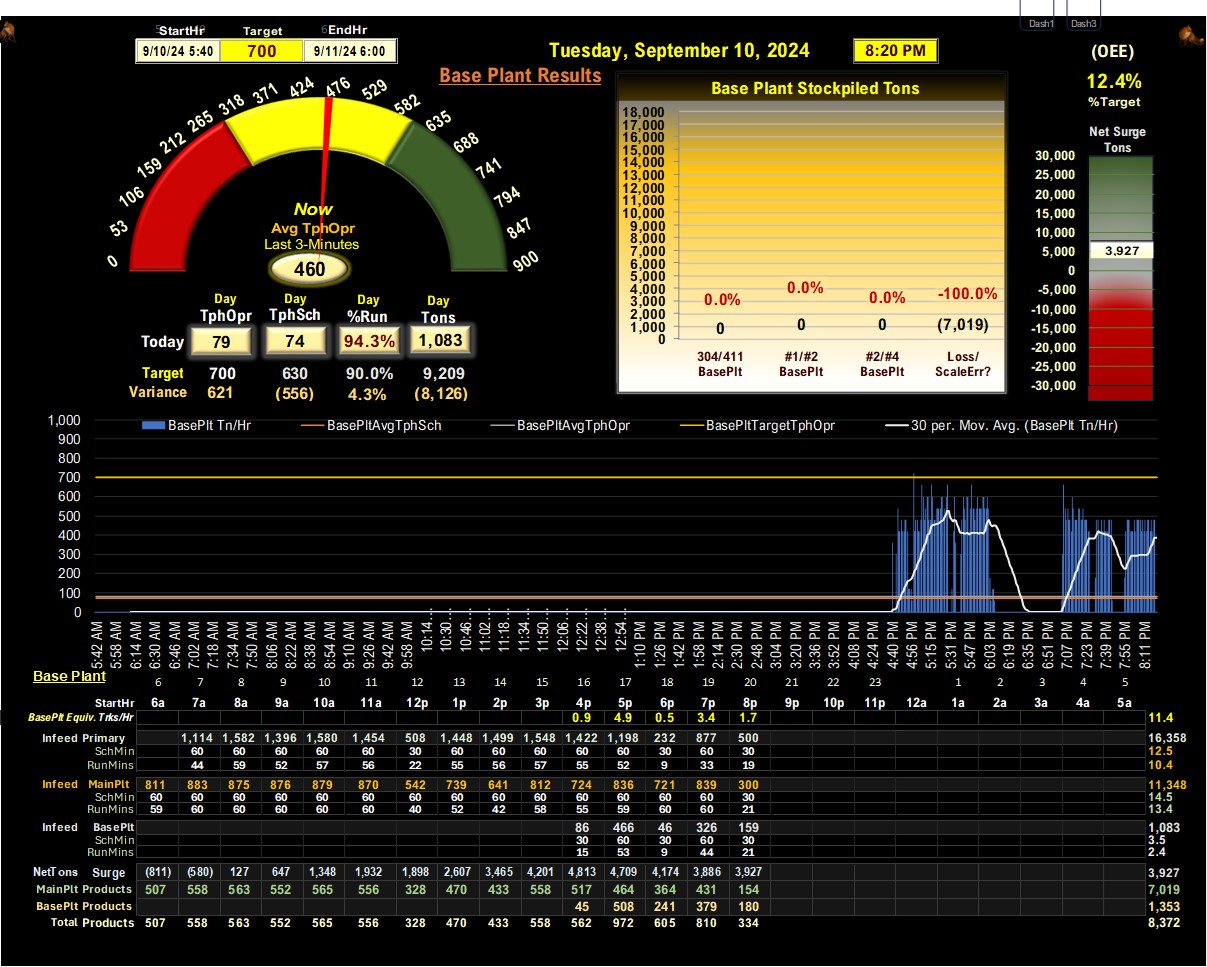 Dash1 Dash3
StartHr Target EndHr
9/10/24 5:40 700 9/11/24 6:00
Tuesday, September 10, 2024 8:20 PM
(OEE)
12.4%
%Target
Base Plant Results
0 53 106 159 212 265 318 371 424 476 529 582 635 688 741 794 847 900
Now
Avg TphOpr
Last 3-Minutes
460
Day Day Day Day
TphOpr TphSch %Run Tons
Today 79 74 94.3% 1,083
Target 700 630 90.0% 9,209
Variance 621 (556) 4.3% (8,126)
Base Plant Stockpiled Tons
18,000
17,000
16,000
15,000
14,000
13,000
12,000
11,000
10,000
9,000
8,000
7,000
6,000
5,000
4,000
3,000
2,000
1,000
0
0.0% 0.0% 0.0% -100.0%
0 0 0 (7,019)
304/411 #1/#2 #2/#4 Loss/
BasePlt BasePlt BasePlt ScaleErr?
Net Surge
Tons
30,000
25,000
20,000
15,000
10,000
5,000
0
-5,000
-10,000
-15,000
-20,000
-25,000
-30,000
3,927
BasePlt Tn/Hr BasePltAvgTphSch BasePltAvgTphOpr BasePltTargetTphOpr 30 per. Mov. Avg. (BasePlt Tn/Hr)
1,000
900
800
700
600
500
400
300
200
100
0
5:42 AM 5:58 AM 6:14 AM 6:30 AM 6:46 AM 7:02 AM 7:18 AM 7:34 AM 7:50 AM 8:06 AM 8:22 AM 8:38 AM 8:54 AM 9:10 AM 9:26 AM 9:42 AM 9:58 AM 10:14... 10:30... 10:46... 11:02... 11:18... 11:34... 11:50... 12:06... 12:22... 12:38... 12:54... 1:10 PM 1:26 PM 1:42 PM 1:58 PM 2:14 PM 2:30 PM 2:48 PM 3:04 PM 3:20 PM 3:36 PM 3:52 PM 4:08 PM 4:24 PM 4:40 PM 4:56 PM 5:15 PM 5:31 PM 5:47 PM 6:03 PM 6:19 PM 6:35 PM 6:51 PM 7:07 PM 7:23 PM 7:39 PM 7:55 PM 8:11 PM
Base Plant 6 7 8 9 10 11 12 13 14 15 16 17 18 19 20 21 22 23 1 2 3 4 5
StartHr 6a 7a 8a 9a 10a 11a 12p 1p 2p 3p 4p 5p 6p 7p 8p 9p 10p 11p 12a 1a 2a 3a 4a 5a
BasePlt Equiv. Trks/Hr 0.9 4.9 0.5 3.4 1.7 11.4
Infeed Primary 1,114 1,582 1,396 1,580 1,454 508 1,448 1,499 1,548 1,422 1,198 232 877 500 16,358
SchMin 60 60 60 60 60 30 60 60 60 60 60 30 60 30 12.5
RunMins 44 59 52 57 56 22 55 56 57 55 52 9 33 19 10.4
Infeed MainPlt 811 883 875 876 879 870 542 739 641 812 724 836 721 839 300 11,348
SchMin 60 60 60 60 60 60 60 60 60 60 60 60 60 60 30 14.5
RunMins 59 60 60 60 60 60 40 52 42 58 55 59 60 60 21 13.4
Infeed BasePlt 86 466 46 326 159 1,083
SchMin 30 60 30 60 30 3.5
RunMins 15 53 9 44 21 2.4
NetTons Surge (811) (580) 127 647 1,348 1,932 1,898 2,607 3,465 4,201 4,813 4,709 4,174 3,886 3,927 3,927
MainPlt Products 507 558 563 552 565 556 328 470 433 558 517 464 364 431 154 7,019
BasePlt Products 45 508 241 379 180 1,353
Total Products 507 558 563 552 565 556 328 470 433 558 562 972 605 810 334 8,372